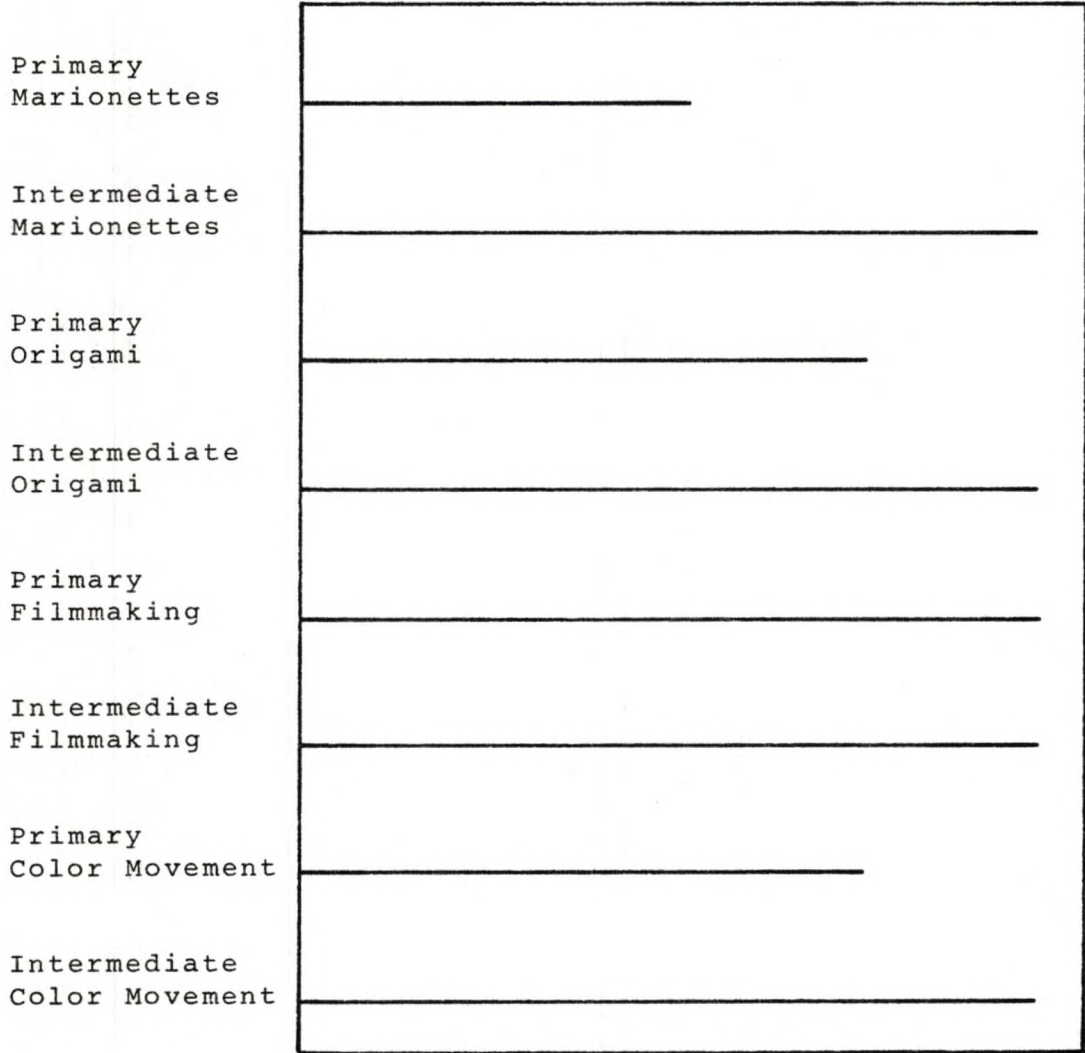 Primary
Marionettes
Intermediate
Marionettes
Primary
Origami
Intermediate
Origami
Primary
Filmmaking
Intermediate
Filmmaking
Primary
Color Movement
Intermediate
Color Movement